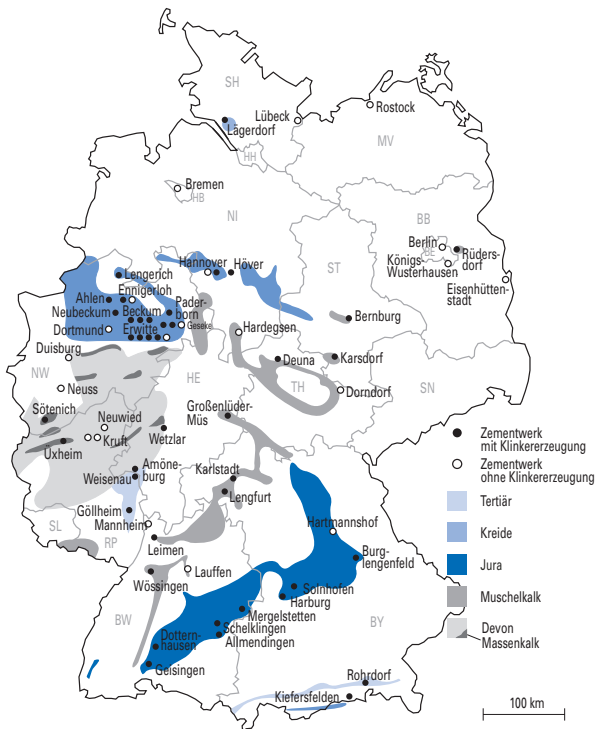 SH
Lübeck
Rostock
Lägerdorf
MV
HH
Bremen
HB
NI
BB
Berlin
BE
Rüders-
dorf
Königs-
Wusterhausen
Eisenhütten-
stadt
Hannover
Höver
ST
Lengerich
Ennigerloh
Ahlen
Neubeckum
Beckum
Pader-
born
Dortmund
Erwitte
Geseke
Bernburg
Hardegsen
Duisburg
Deuna
Karsdorf
NW
HE
TH
SN
Neuss
Dorndorf
Sötenich
Großenlüder-
Müs
Neuwied
Kruft
Wetzlar
Üxheim
Amöne-
burg
Weisenau
Karlstadt
Lengfurt
Göllheim
Mannheim
SL
RP
Leimen
Hartmannshof
Burg-
lengenfeld
Wössingen
Lauffen
Solnhofen
Harburg
Mergelstetten
BW
BY
Schelklingen
Allmendingen
Dottern-
hausen
Geisingen
Rohrdorf
Kiefersfelden
Zementwerk
mit Klinkererzeugung
Zementwerk
ohne Klinkererzeugung
Tertiär
Kreide
Jura
Muschelkalk
Devon
Massenkalk
100 km